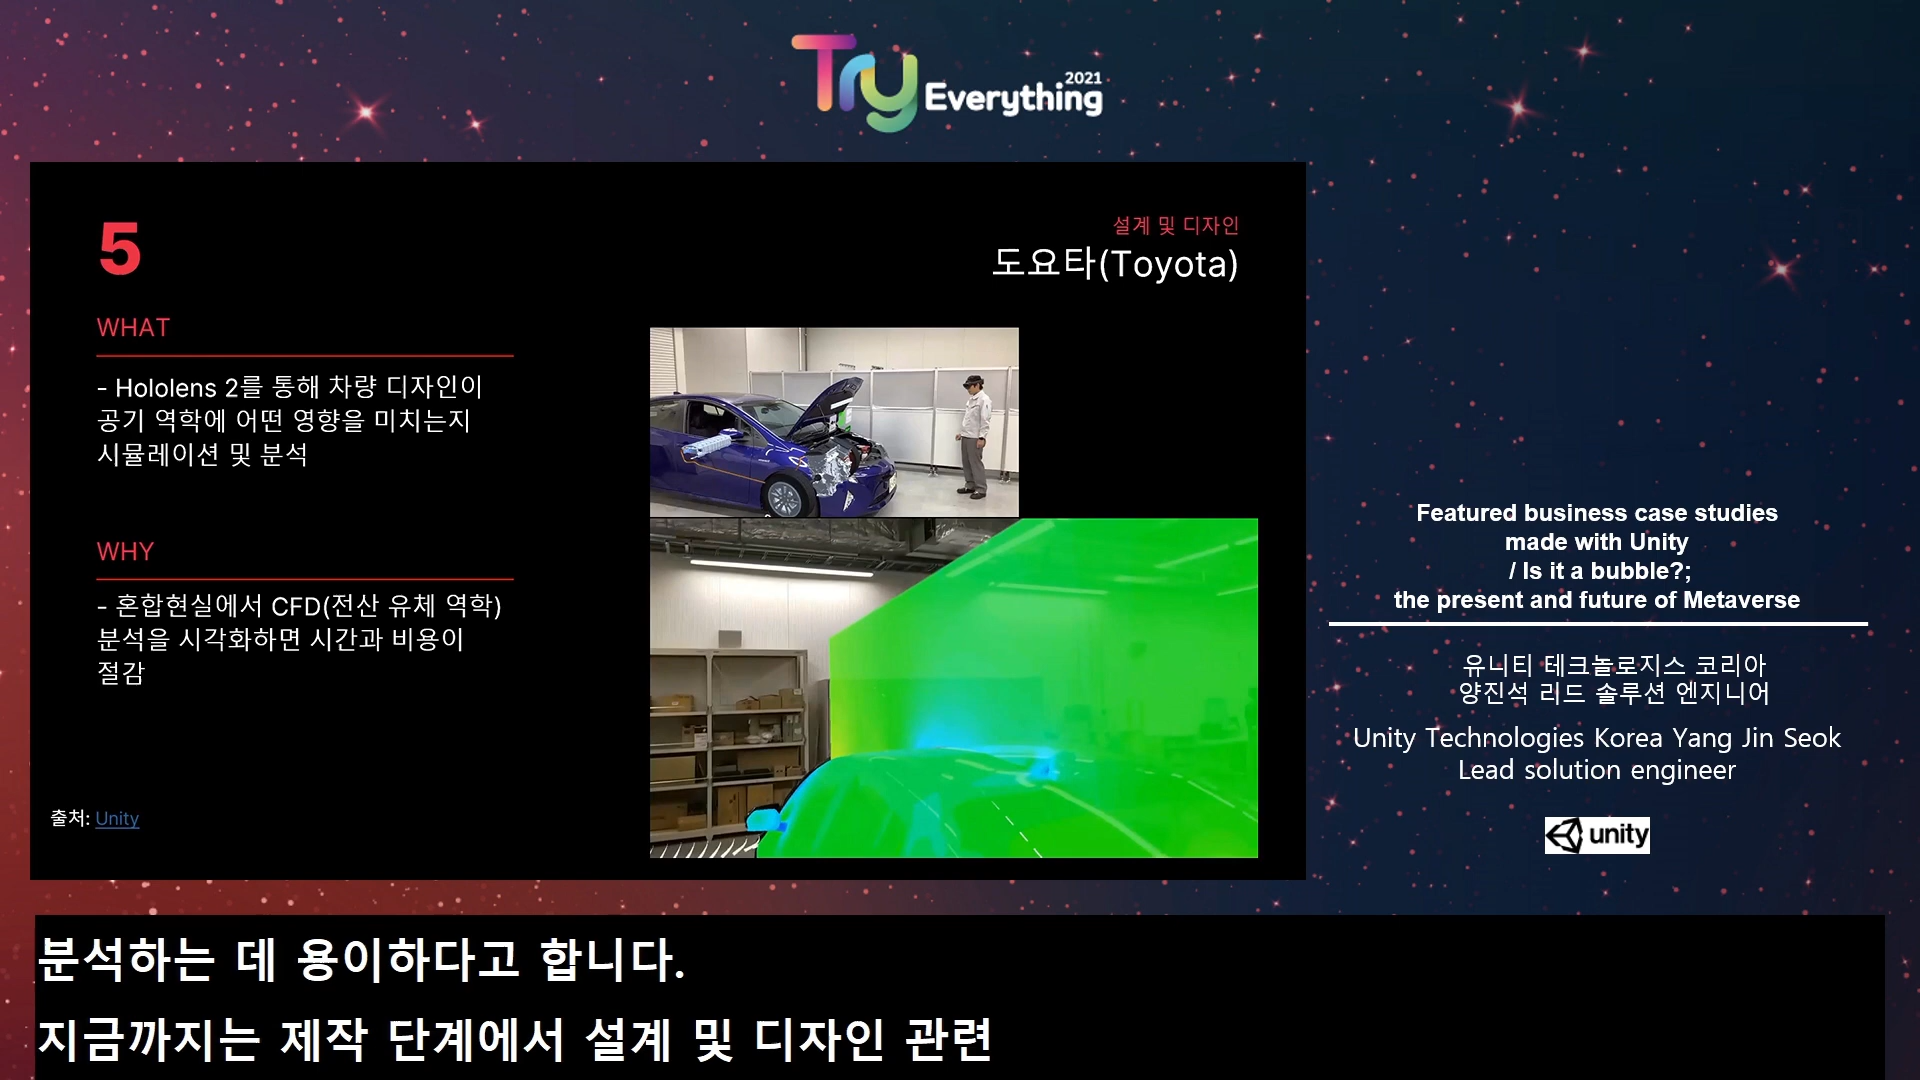 Try
2021
Everything
5
설계 및 디자인
도요타(Toyota)
WHAT
- Hololens 2를 통해 차량 디자인이
공기 역학에 어떤 영향을 미치는지
시뮬레이션 및 분석
WHY
- 혼합현실에서 CFD(전산 유체 역학)
분석을 시각화하면 시간과 비용이
절감
출처: Unity
Featured business case studies
made with Unity
/ Is it a bubble?;
the present and future of Metaverse
유니티 테크놀로지스 코리아
양진석 리드 솔루션 엔지니어
Unity Technologies Korea Yang Jin Seok
Lead solution engineer
unity
분석하는 데 용이하다고 합니다.
지금까지는 제작 단계에서 설계 및 디자인 관련